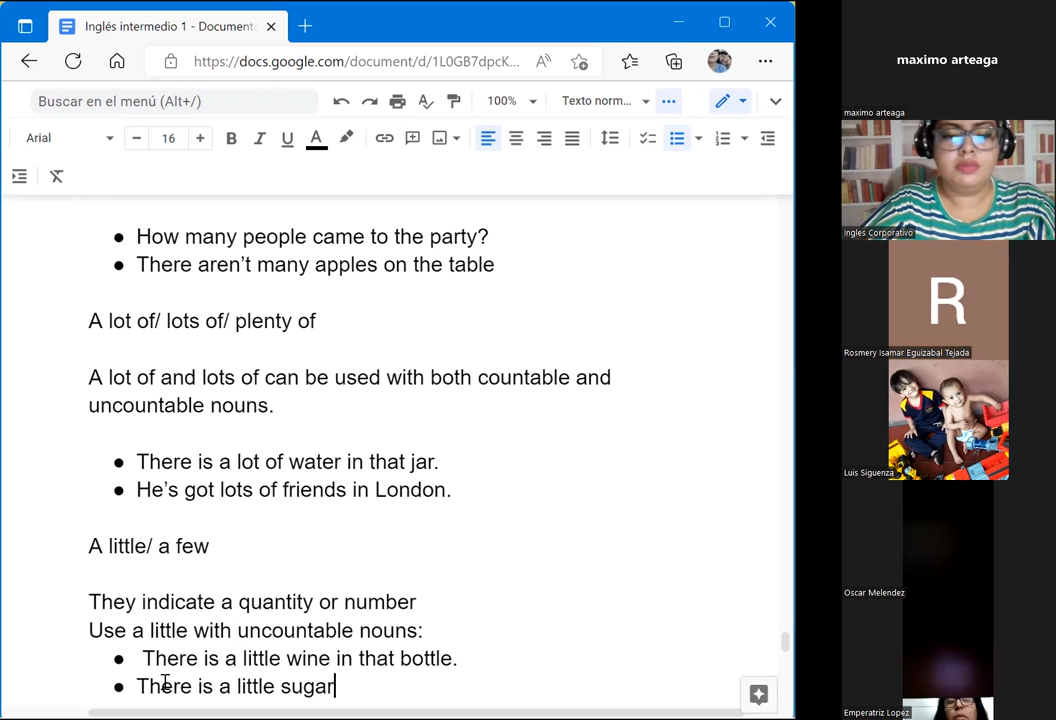 Inglés intermedio 1 - Document
https://docs.google.com/document/d/1L0GB7dpcK...
Buscar en el menú (Alt+/)
100%
Texto norm...
Arial
16
B I U A
How many people came to the party?
There aren't many apples on the table
A lot of/ lots of/ plenty of
A lot of and lots of can be used with both countable and
uncountable nouns.
There is a lot of water in that jar.
He's got lots of friends in London.
A little/ a few
They indicate a quantity or number
Use a little with uncountable nouns:
There is a little wine in that bottle.
There is a little sugar
maximo arteaga
maximo arteaga
Ingles Corporativo
R
Rosmery Isamar Eguizabal Tejada
Luis Siguenza
Oscar Melendez
Emperatriz Lopez